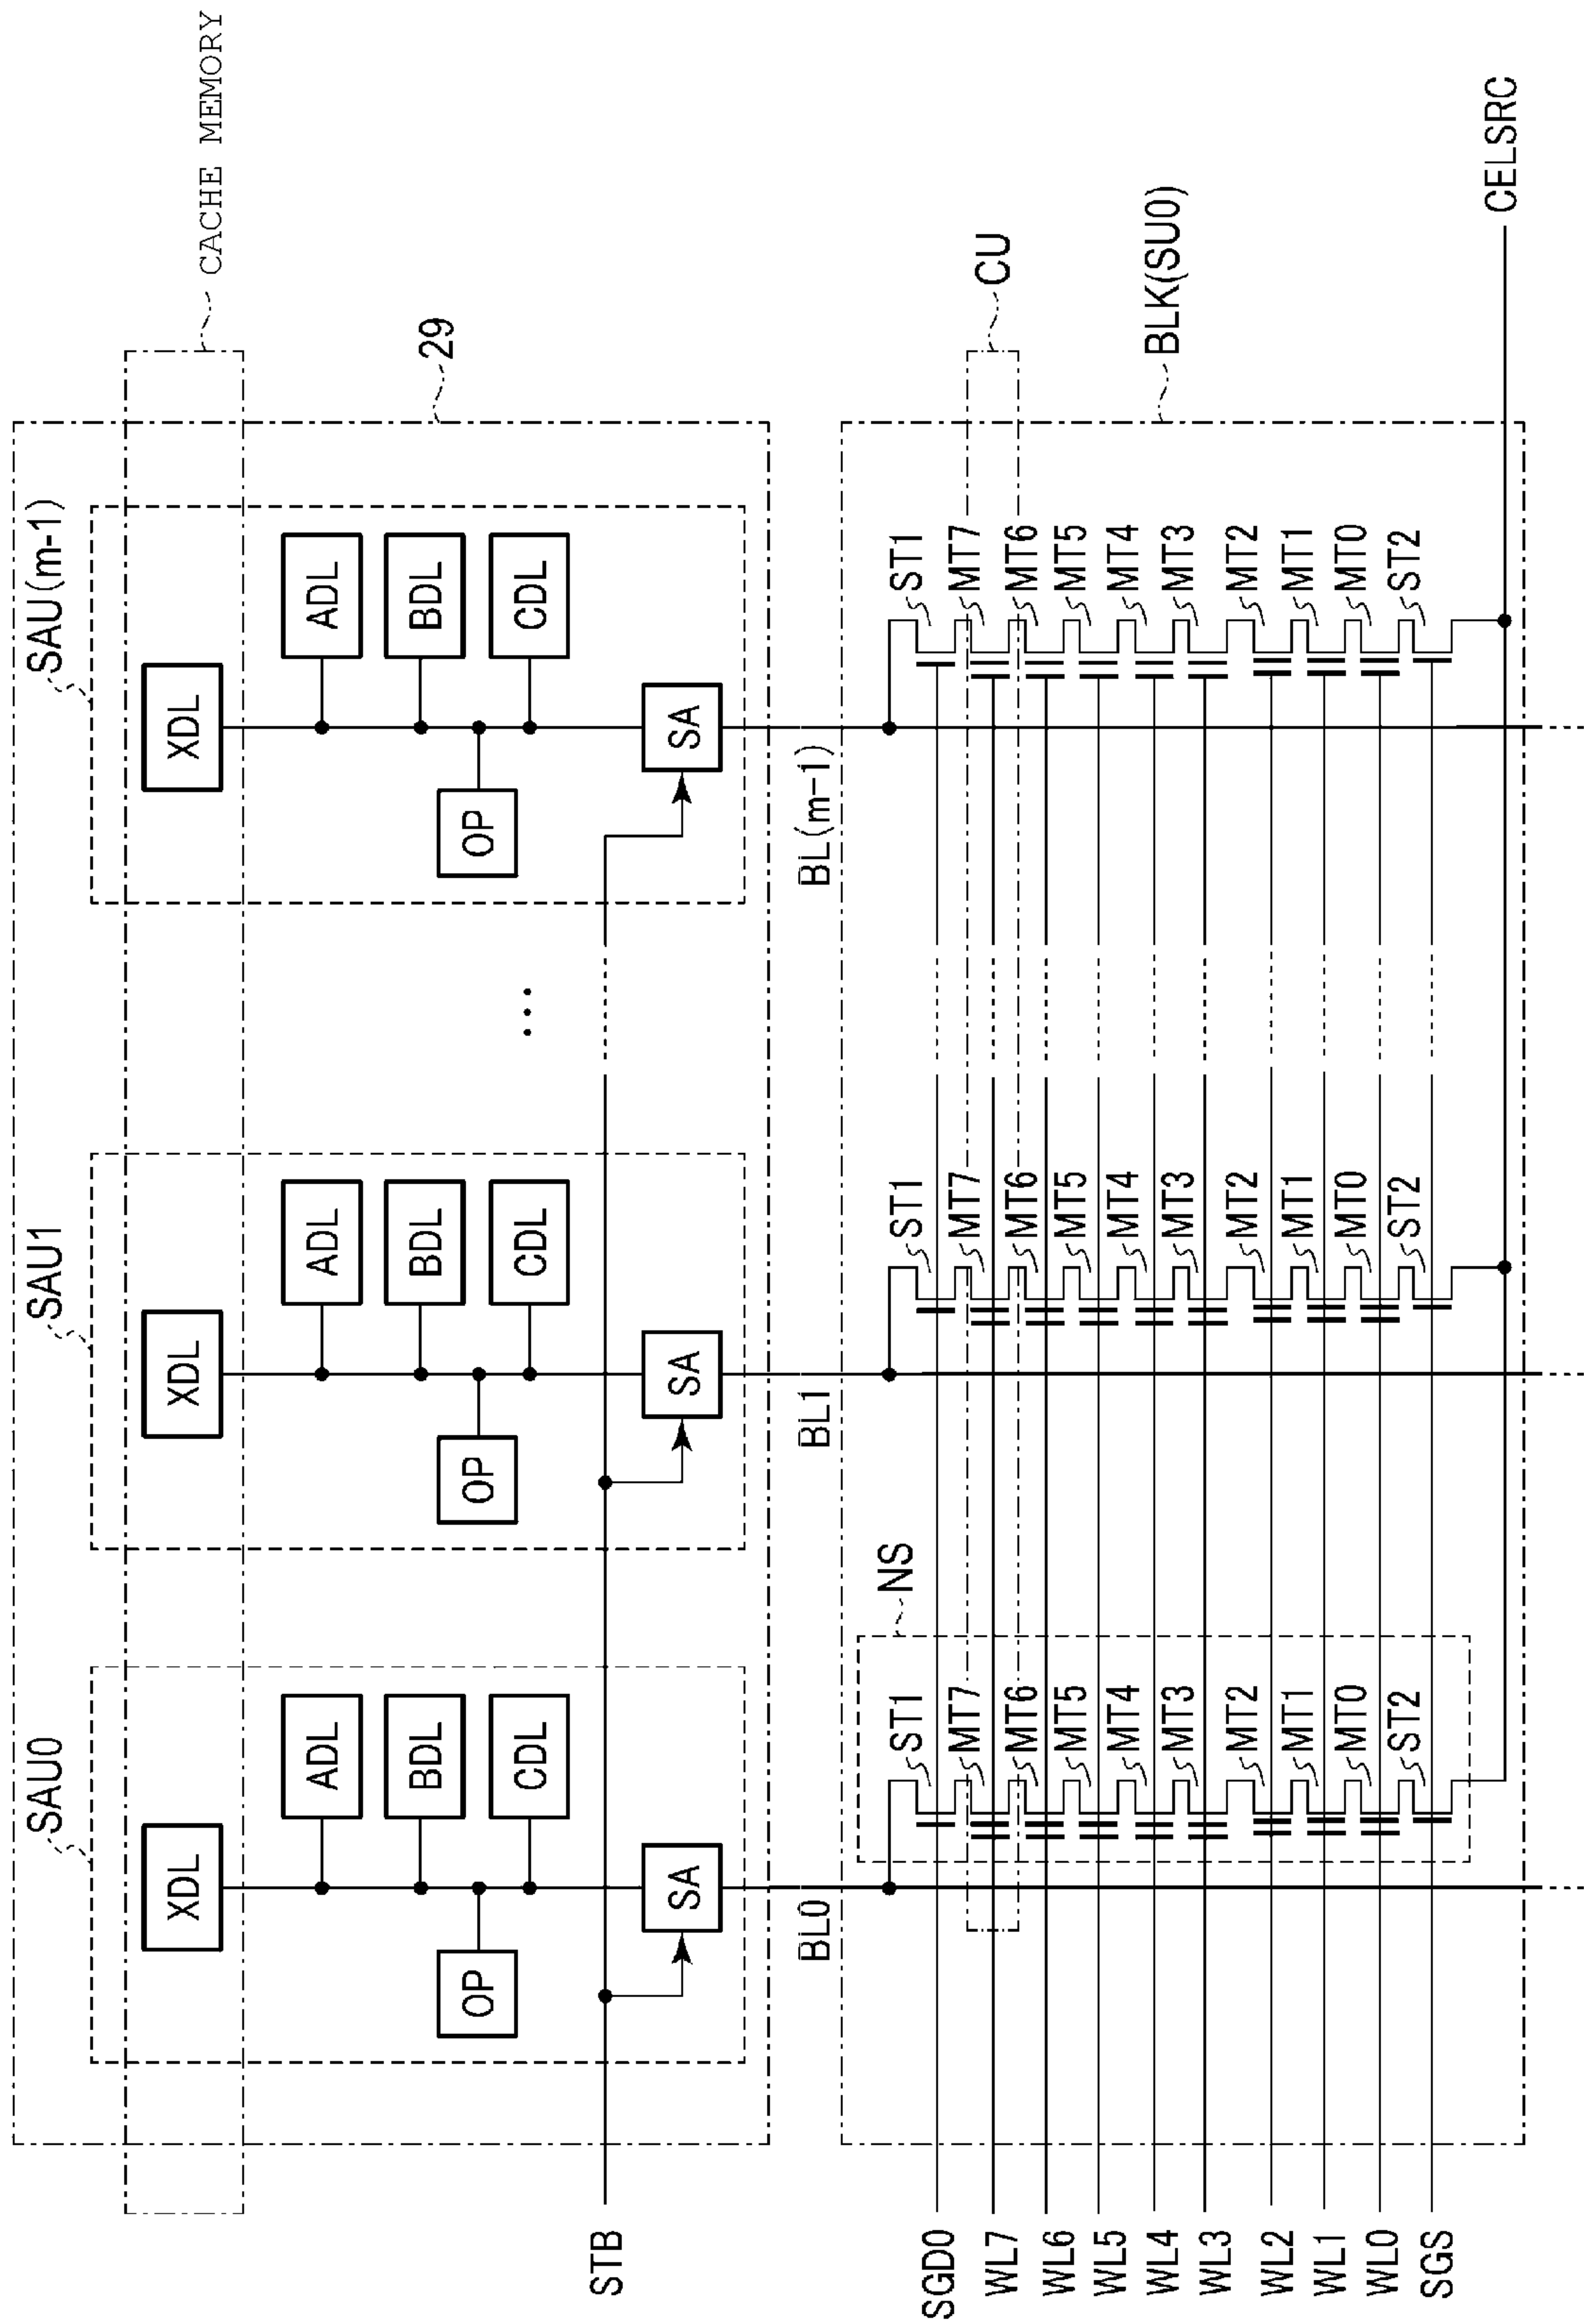 CACHE MEMORY
29
SAU0
SAU1
SAU(m-1)
XDL
XDL
XDL
ADL
ADL
ADL
BDL
BDL
BDL
CDL
CDL
CDL
OP
OP
OP
...
SA
SA
SA
STB
BL0
BL1
BL(m-1)
NS
CU
BLK(SU0)
CELSRC
SGD0
ST1
ST1
ST1
WL7
MT7
MT7
MT7
WL6
MT6
MT6
MT6
WL5
MT5
MT5
MT5
WL4
MT4
MT4
MT4
WL3
MT3
MT3
MT3
WL2
MT2
MT2
MT2
WL1
MT1
MT1
MT1
WL0
MT0
MT0
MT0
SGS
ST2
ST2
ST2